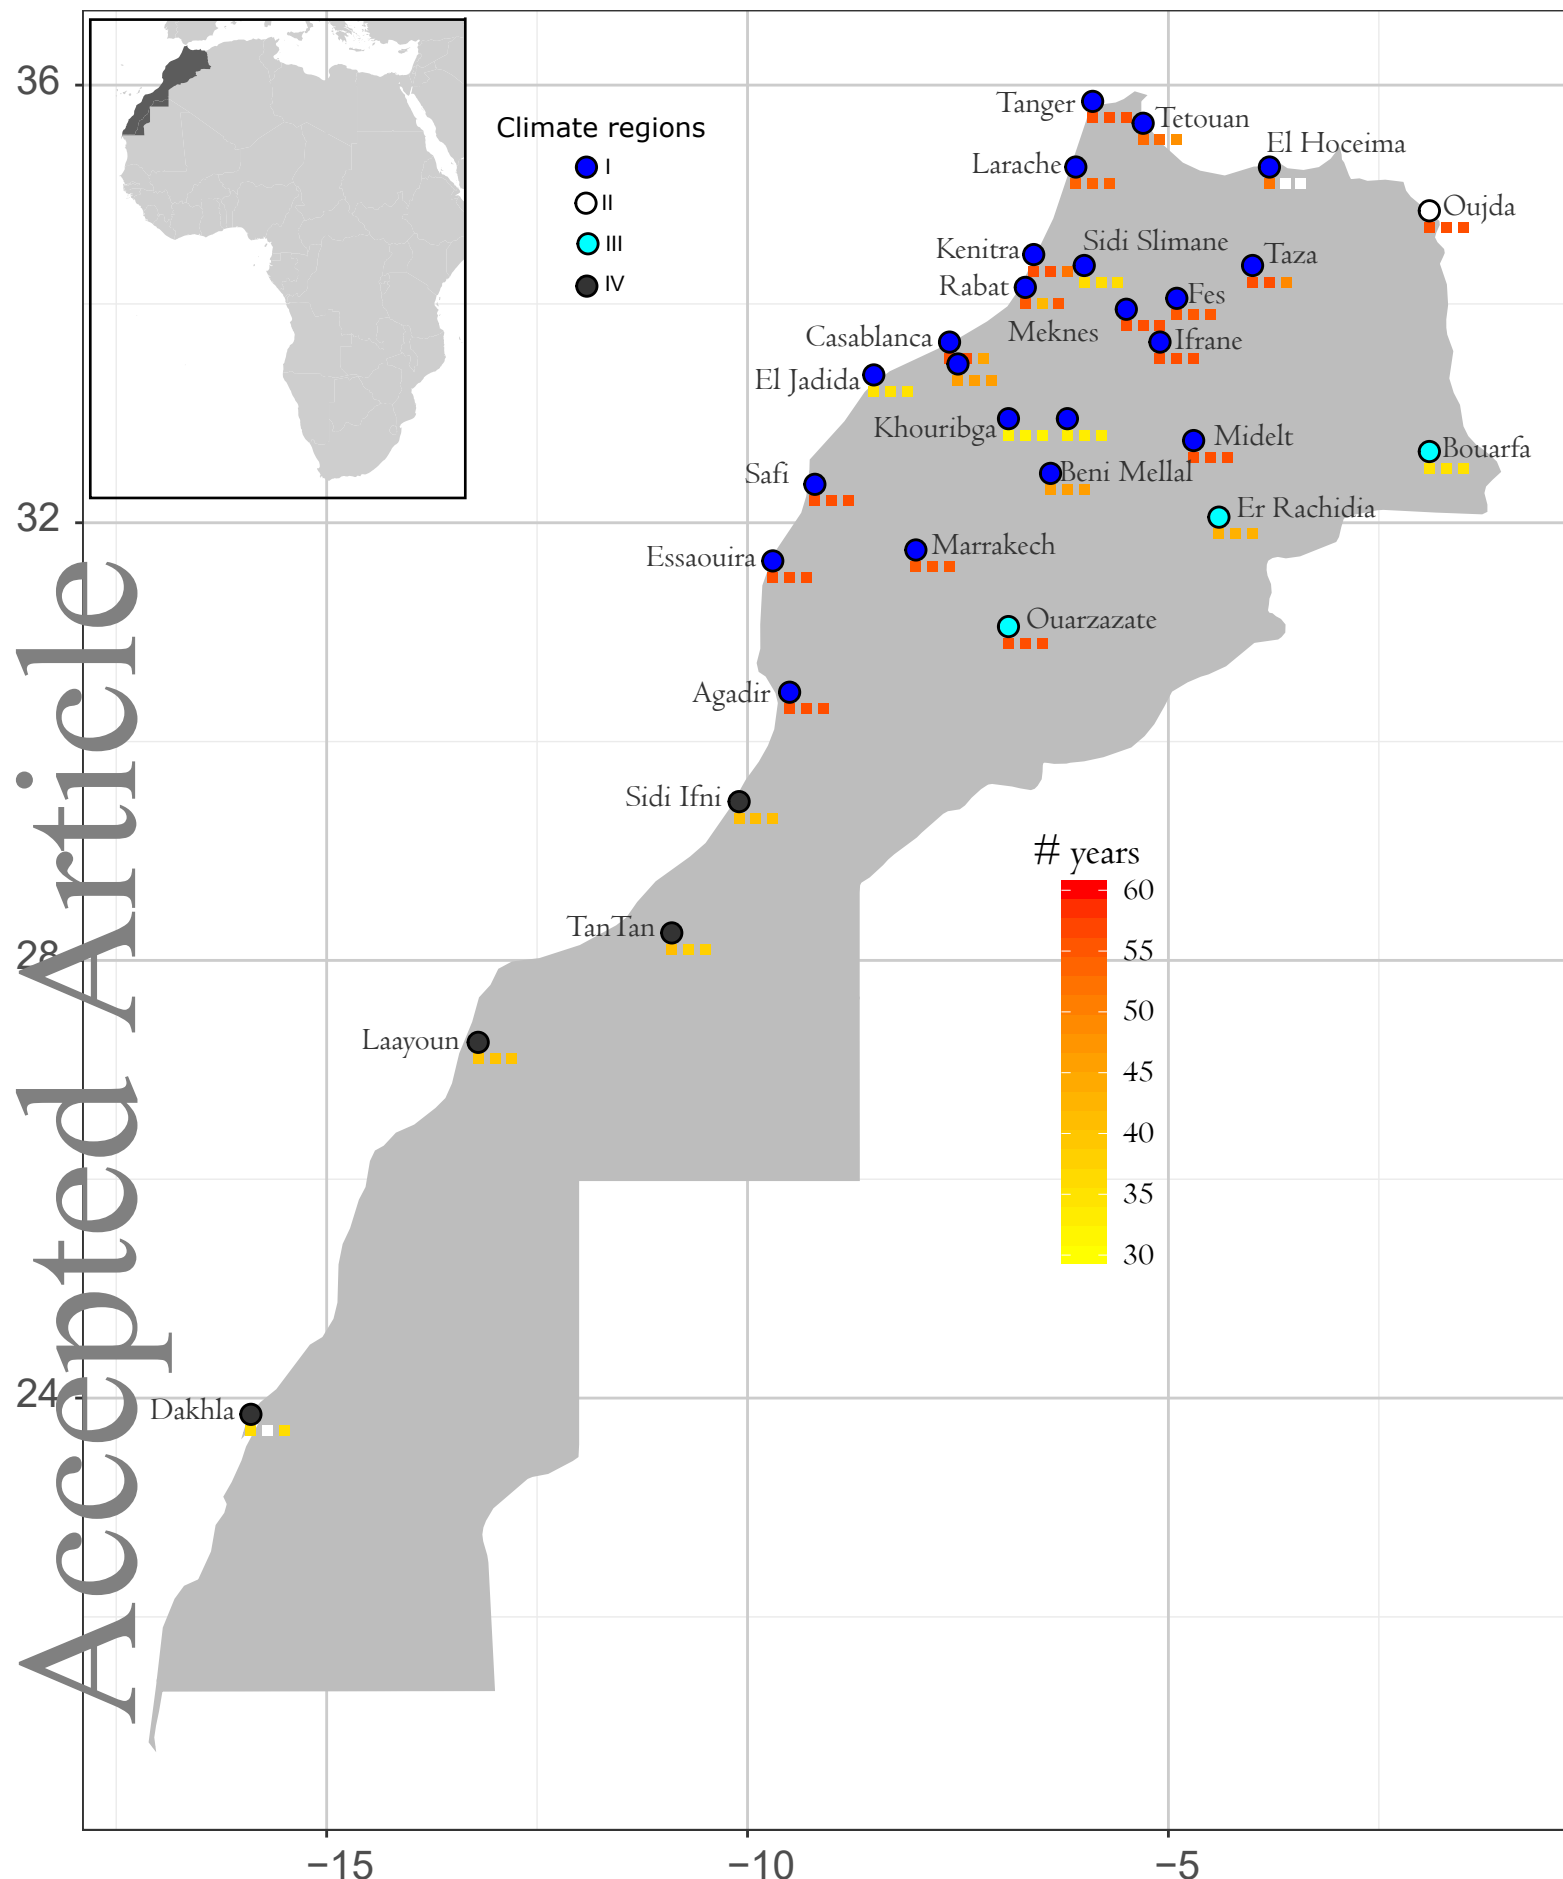 Climate regions
I
II
III
IV
Tanger
Tetouan
El Hoceima
Larache
Oujda
Kenitra
Sidi Slimane
Taza
Rabat
Fes
Casablanca
Meknes
Ifrane
El Jadida
Khouribga
Midelt
Bouarfa
Safi
Beni Mellal
Er Rachidia
Essaouira
Marrakech
Ouarzazate
Agadir
Sidi Ifni
TanTan
Laayoun
Dakhla
# years
60
55
50
45
40
35
30
36
32
28
24
−15
−10
−5
Accepted Article